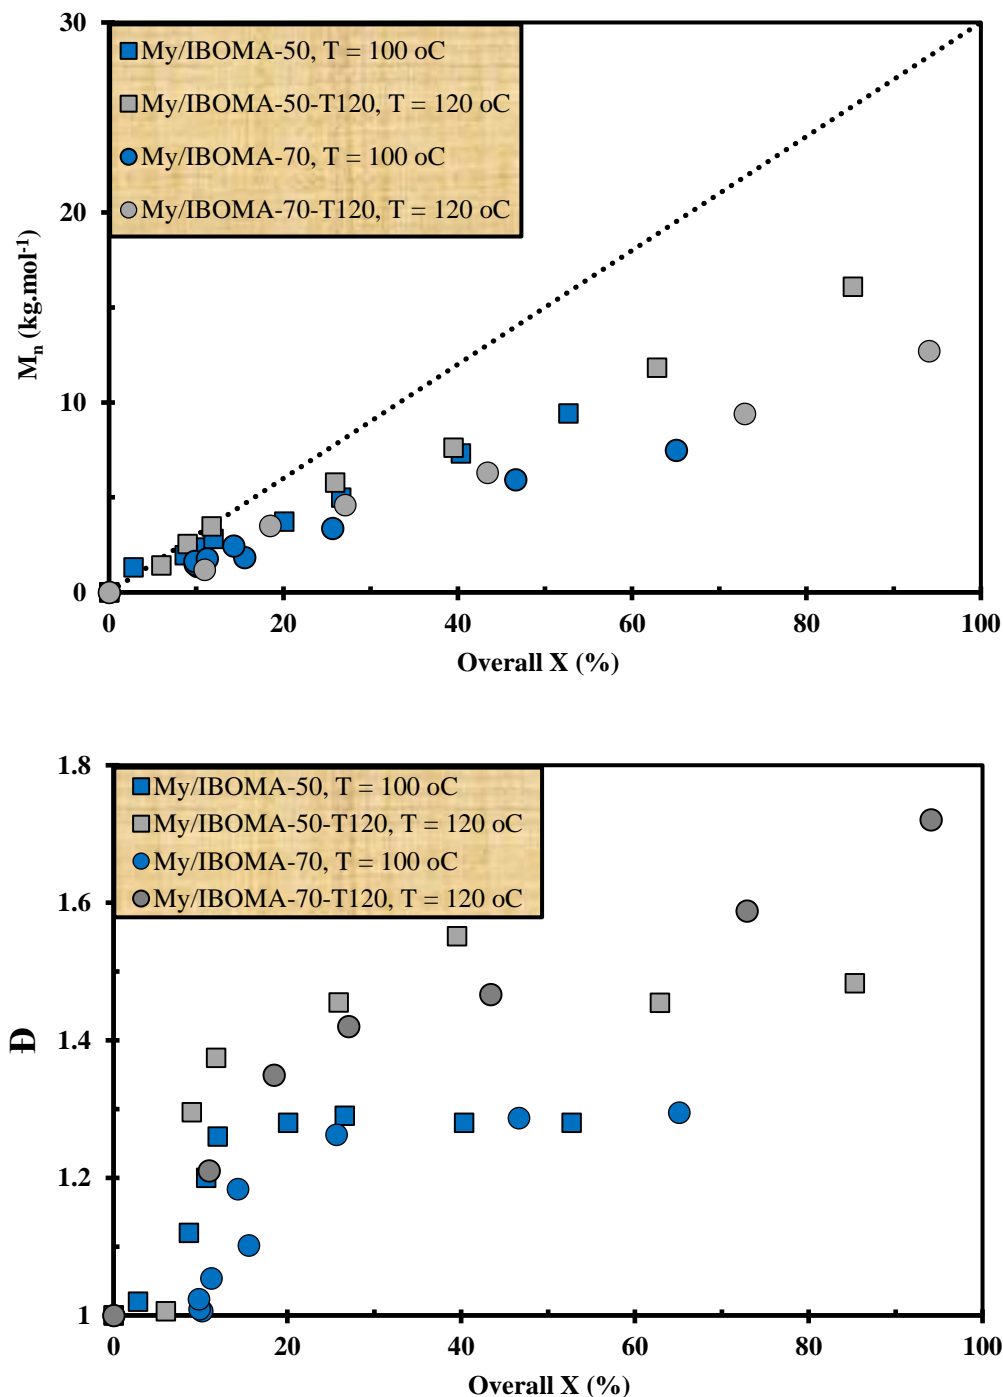 30
20
10
0
Mn (kg.mol-1)
My/IBOMA-50, T = 100 oC
My/IBOMA-50-T120, T = 120 oC
My/IBOMA-70, T = 100 oC
My/IBOMA-70-T120, T = 120 oC
0 20 40 60 80 100
Overall X (%)
1.8
1.6
1.4
1.2
1
Đ
My/IBOMA-50, T = 100 oC
My/IBOMA-50-T120, T = 120 oC
My/IBOMA-70, T = 100 oC
My/IBOMA-70-T120, T = 120 oC
0 20 40 60 80 100
Overall X (%)